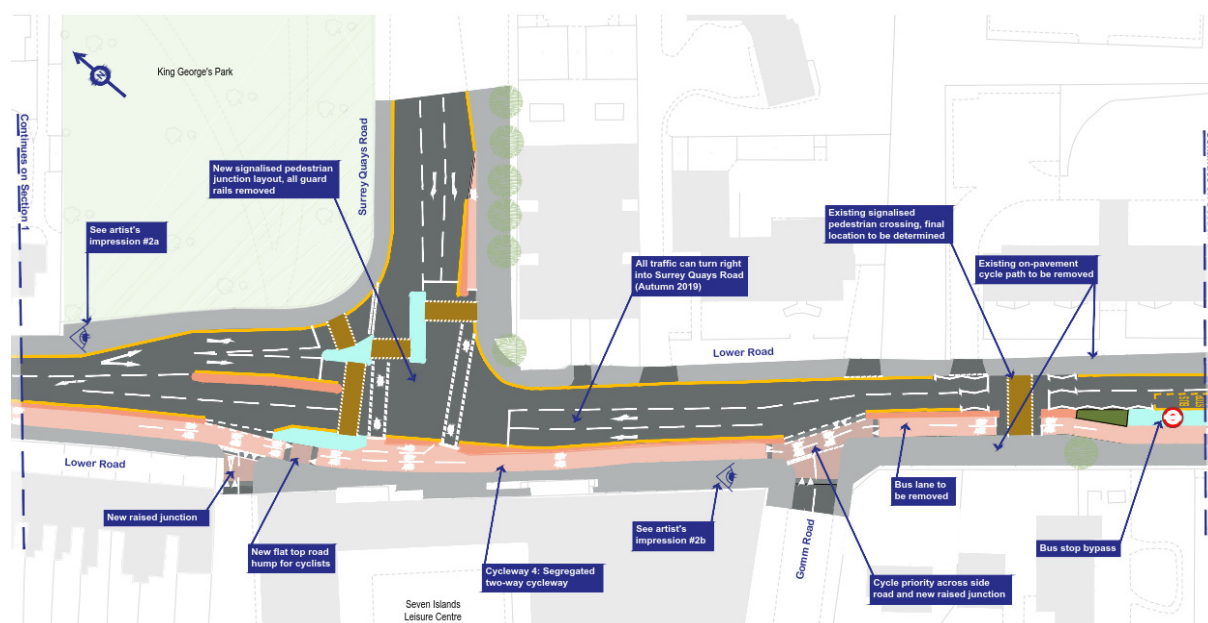 King George's Park
Continues on Section 1
Surrey Quays Road
New signalised pedestrian
junction layout, all guard
rails removed
See artist's
impression #2a
Existing signalised
pedestrian crossing, final
location to be determined
All traffic can turn right
into Surrey Quays Road
(Autumn 2019)
Existing on-pavement
cycle path to be removed
Lower Road
BUS
STOP
Lower Road
New raised junction
New flat top road
hump for cyclists
Cycleway 4: Segregated
two-way cycleway
See artist's
impression #2b
Gomm Road
Bus lane to
be removed
Cycle priority across side
road and new raised junction
Bus stop bypass
Seven Islands
Leisure Centre